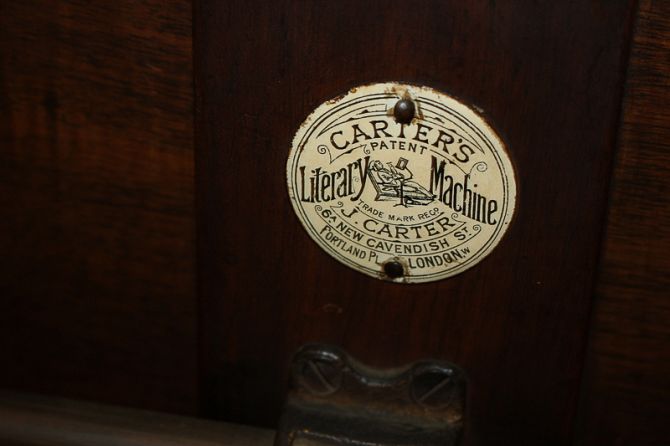 CARTER'S
PATENT
Literary Machine
TRADE MARK REGD
J. CARTER
6A NEW CAVENDISH ST.
PORTLAND PL. LONDON.W